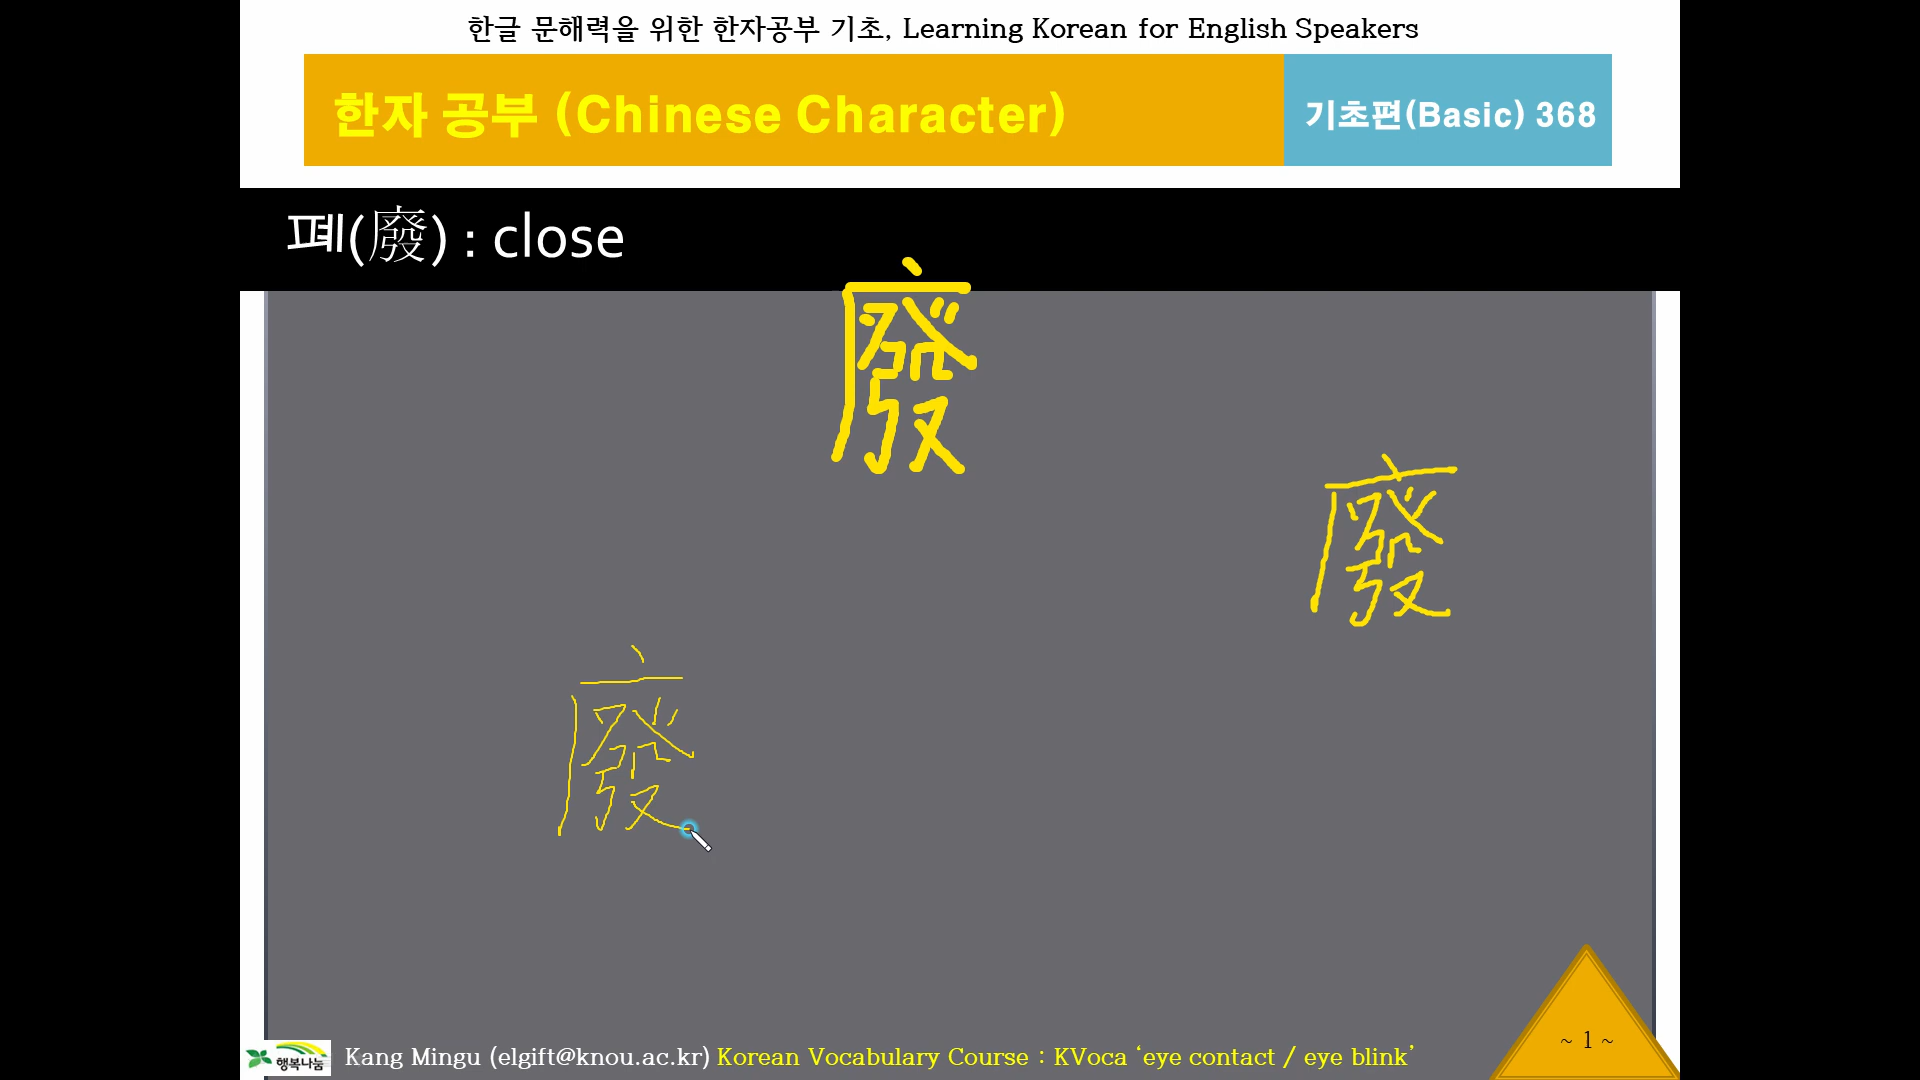 한글 문해력을 위한 한자공부 기초, Learning Korean for English Speakers
한자 공부 (Chinese Character)
기초편(Basic) 368
폐(廢) : close
廢
廢
廢
행복나눔
Kang Mingu (elgift@knou.ac.kr) Korean Vocabulary Course : KVoca ‘eye contact / eye blink’
~ 1 ~